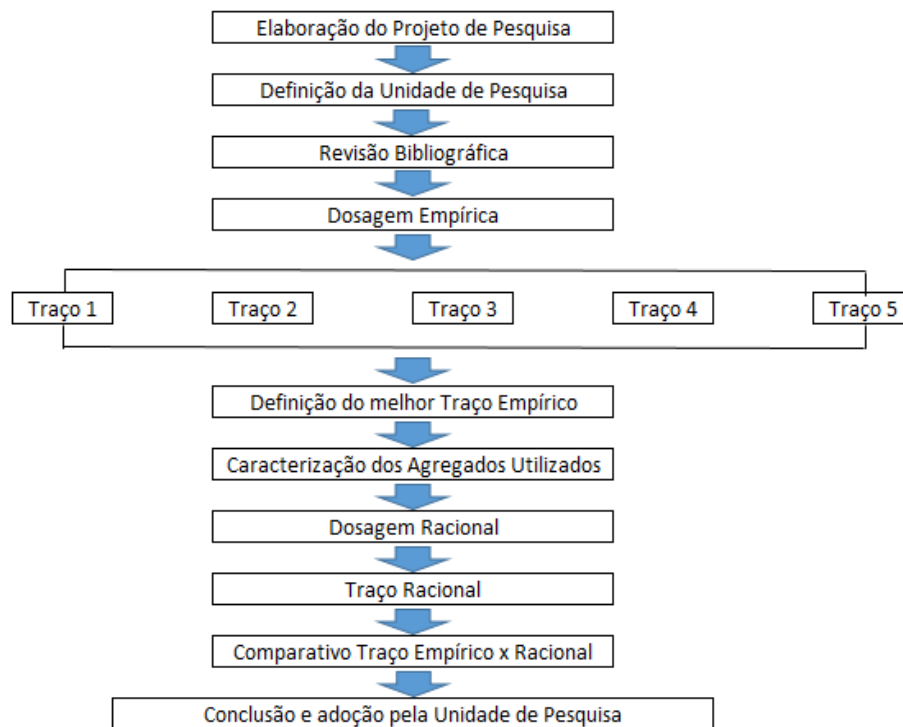 Elaboração do Projeto de Pesquisa
Definição da Unidade de Pesquisa
Revisão Bibliográfica
Dosagem Empírica
Traço 1
Traço 2
Traço 3
Traço 4
Traço 5
Definição do melhor Traço Empírico
Caracterização dos Agregados Utilizados
Dosagem Racional
Traço Racional
Comparativo Traço Empírico x Racional
Conclusão e adoção pela Unidade de Pesquisa